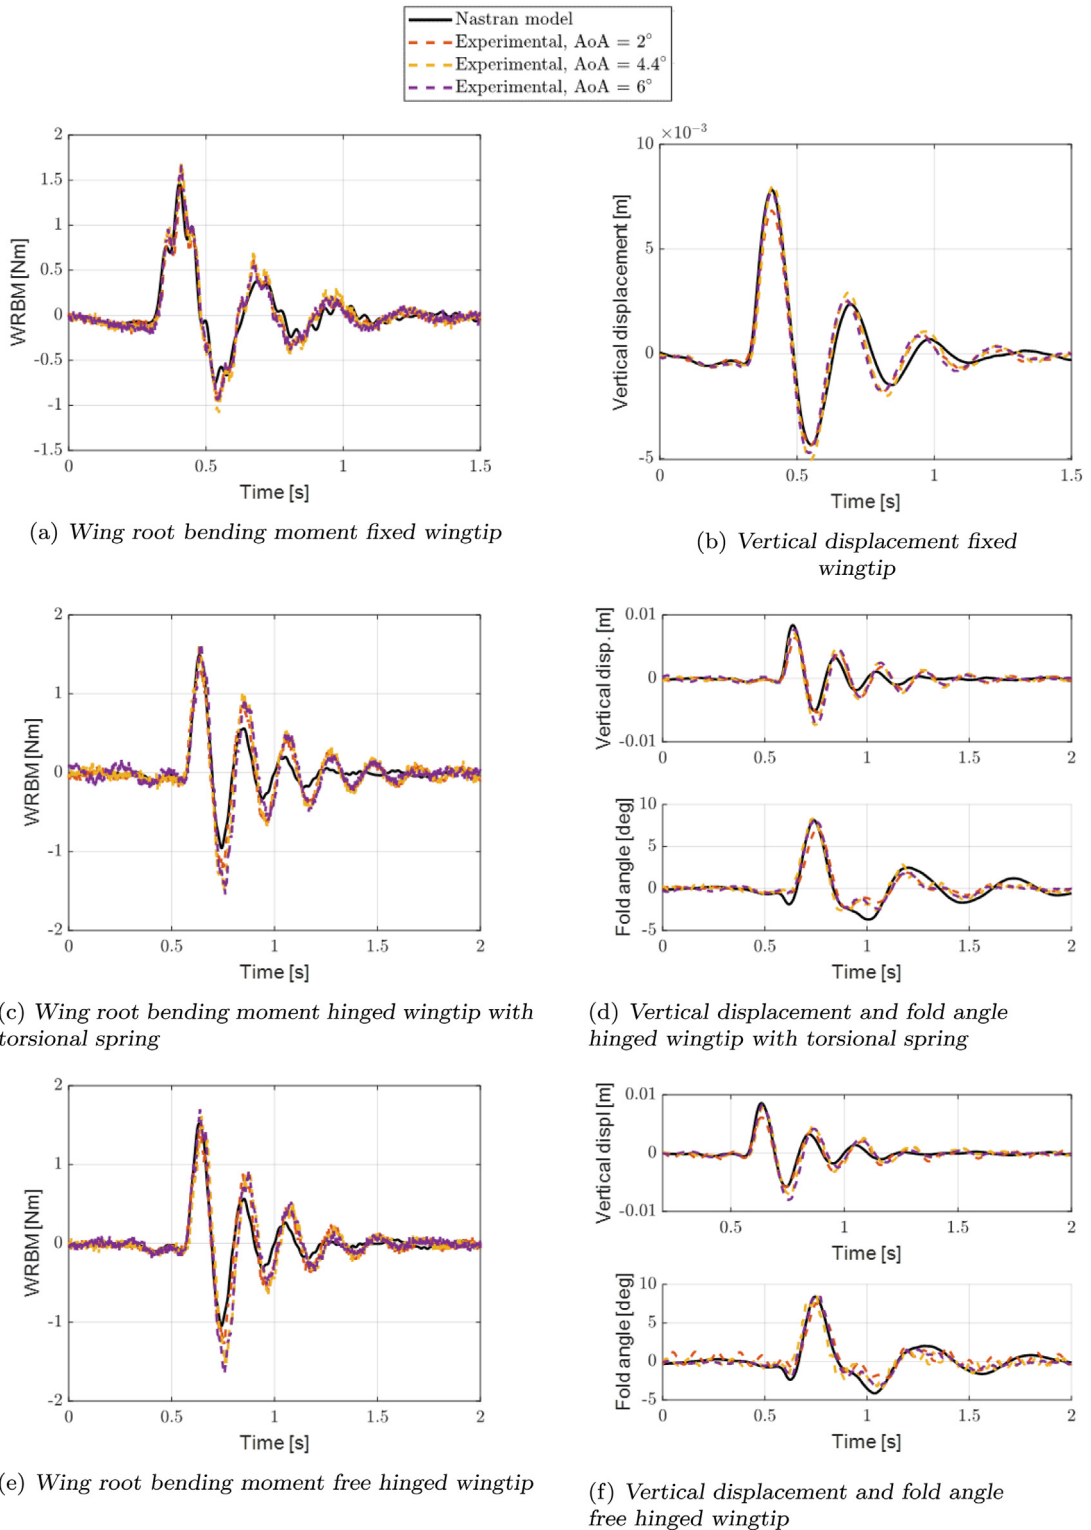 Nastran model
Experimental, AoA = 2°
Experimental, AoA = 4.4°
Experimental, AoA = 6°
2
1.5
1
0.5
0
-0.5
-1
-1.5
WRBM [Nm]
0 0.5 1 1.5
Time [s]
(a) Wing root bending moment fixed wingtip
×10⁻³
10
5
0
-5
Vertical displacement [m]
0 0.5 1 1.5
Time [s]
(b) Vertical displacement fixed
wingtip
2
1
0
-1
-2
WRBM [Nm]
0 0.5 1 1.5 2
Time [s]
(c) Wing root bending moment hinged wingtip with
torsional spring
0.01
0
-0.01
Vertical disp. [m]
0 0.5 1 1.5 2
10
5
0
-5
Fold angle [deg]
0 0.5 1 1.5 2
Time [s]
(d) Vertical displacement and fold angle
hinged wingtip with torsional spring
2
1
0
-1
-2
WRBM [Nm]
0 0.5 1 1.5 2
Time [s]
(e) Wing root bending moment free hinged wingtip
0.01
0
-0.01
Vertical displ [m]
0.5 1 1.5 2
Time [s]
10
5
0
-5
Fold angle [deg]
0 0.5 1 1.5 2
Time [s]
(f) Vertical displacement and fold angle
free hinged wingtip